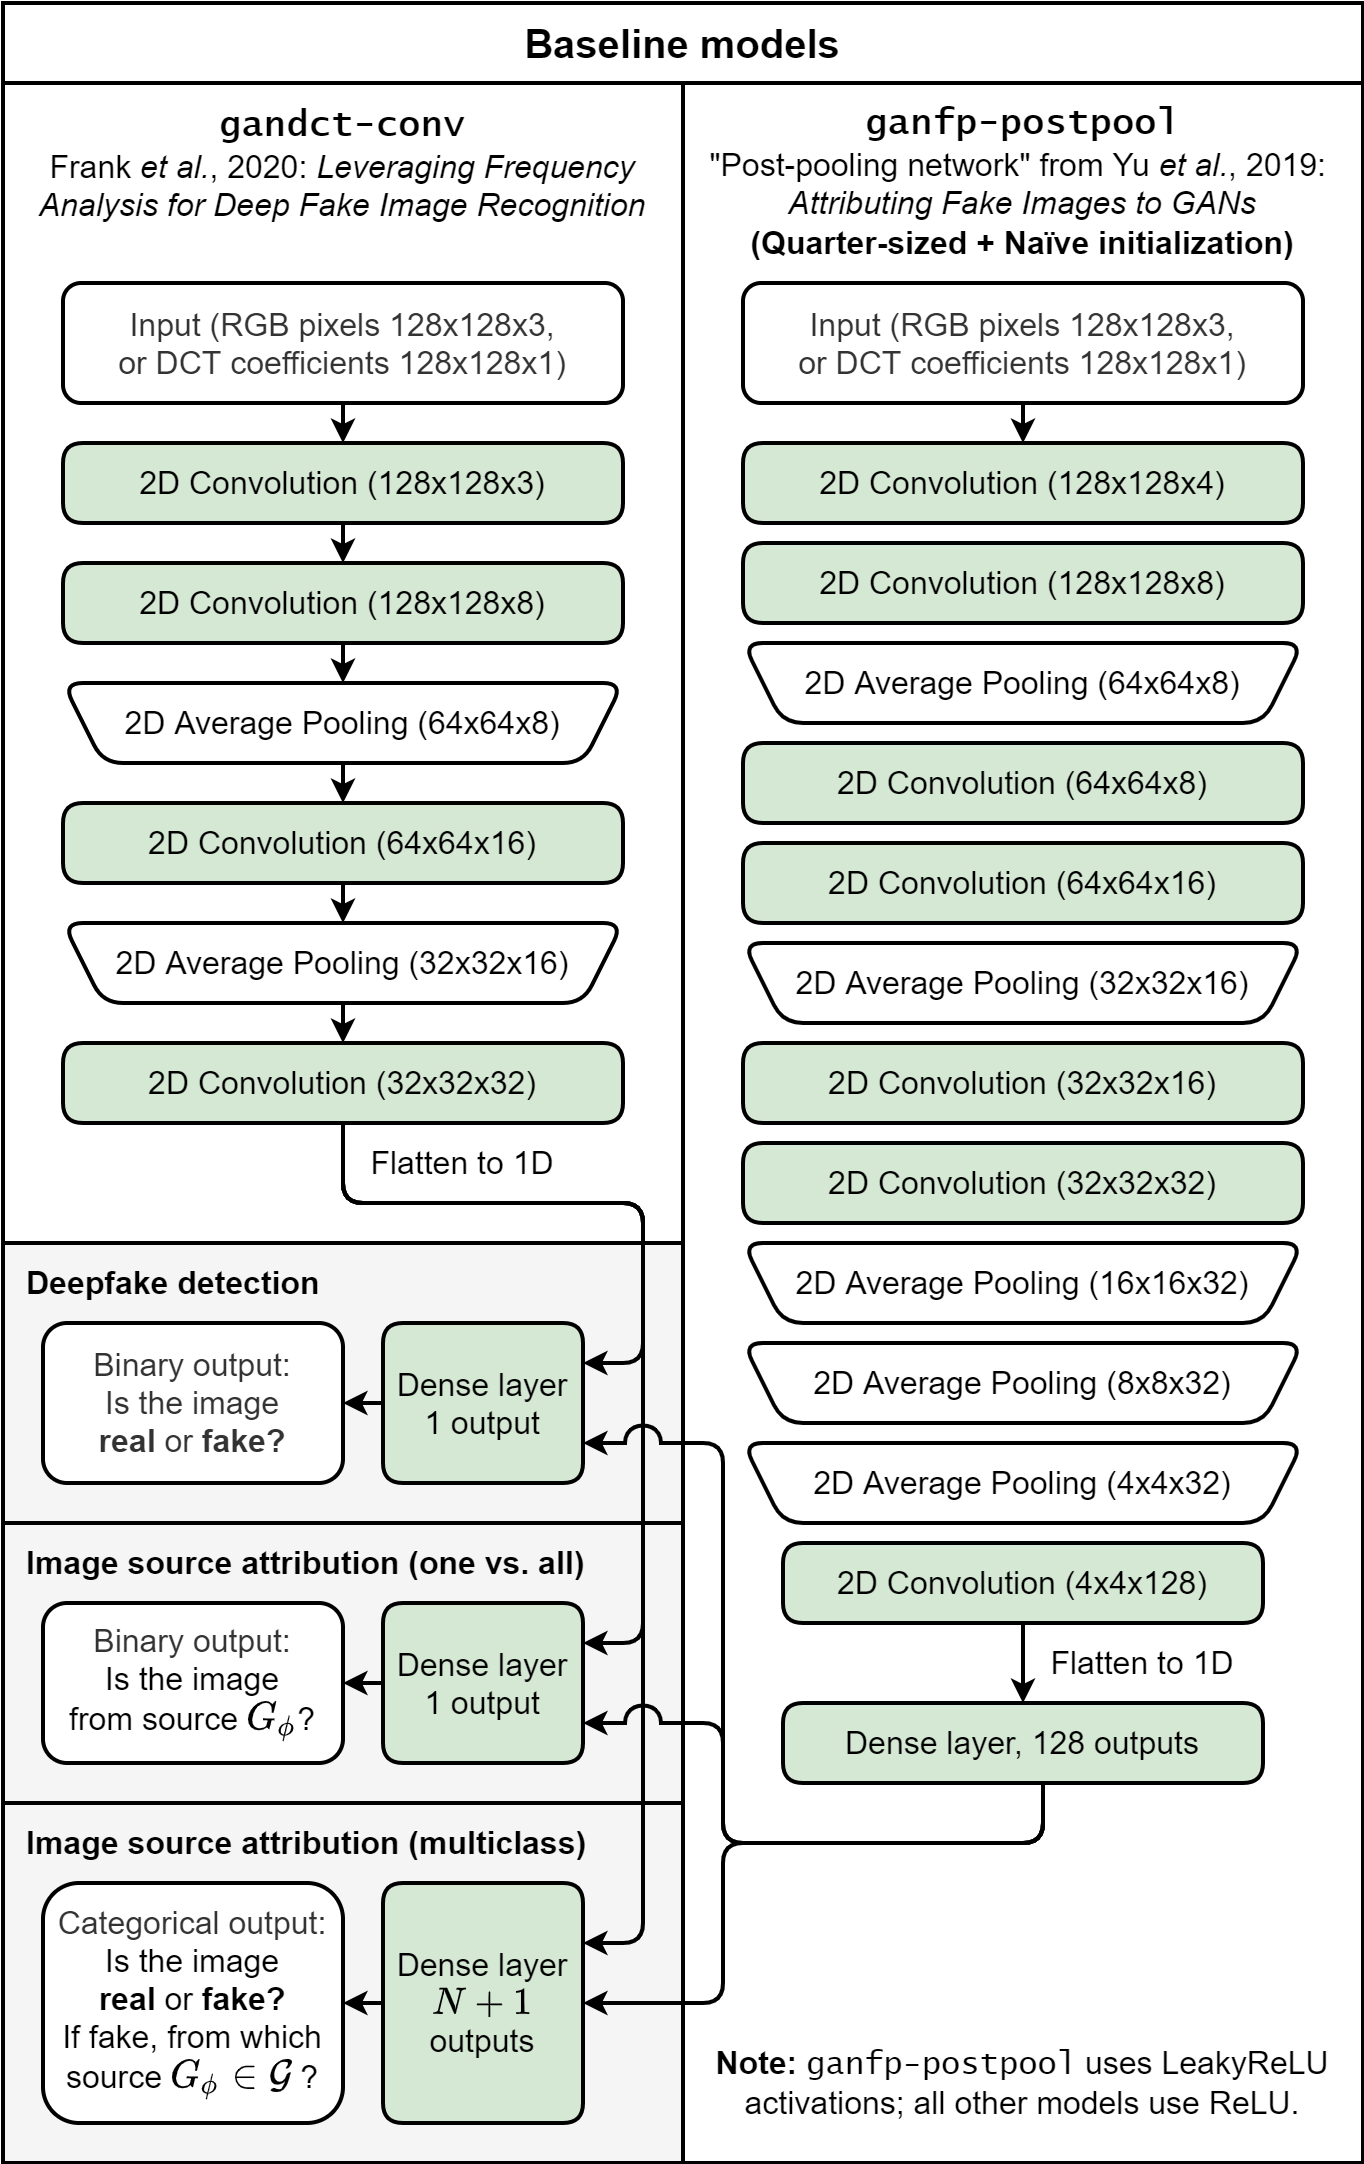 Baseline models
gandct-conv
Frank et al., 2020: Leveraging Frequency
Analysis for Deep Fake Image Recognition
Input (RGB pixels 128x128x3,
or DCT coefficients 128x128x1)
2D Convolution (128x128x3)
2D Convolution (128x128x8)
2D Average Pooling (64x64x8)
2D Convolution (64x64x16)
2D Average Pooling (32x32x16)
2D Convolution (32x32x32)
Flatten to 1D
ganfp-postpool
"Post-pooling network" from Yu et al., 2019:
Attributing Fake Images to GANs
(Quarter-sized + Naïve initialization)
Input (RGB pixels 128x128x3,
or DCT coefficients 128x128x1)
2D Convolution (128x128x4)
2D Convolution (128x128x8)
2D Average Pooling (64x64x8)
2D Convolution (64x64x8)
2D Convolution (64x64x16)
2D Average Pooling (32x32x16)
2D Convolution (32x32x16)
2D Convolution (32x32x32)
2D Average Pooling (16x16x32)
2D Average Pooling (8x8x32)
2D Average Pooling (4x4x32)
2D Convolution (4x4x128)
Flatten to 1D
Dense layer, 128 outputs
Deepfake detection
Binary output:
Is the image
real or fake?
Dense layer
1 output
Image source attribution (one vs. all)
Binary output:
Is the image
from source G_ϕ?
Dense layer
1 output
Image source attribution (multiclass)
Categorical output:
Is the image
real or fake?
If fake, from which
source G_ϕ ∈ 𝓖 ?
Dense layer
N + 1
outputs
Note: ganfp-postpool uses LeakyReLU
activations; all other models use ReLU.